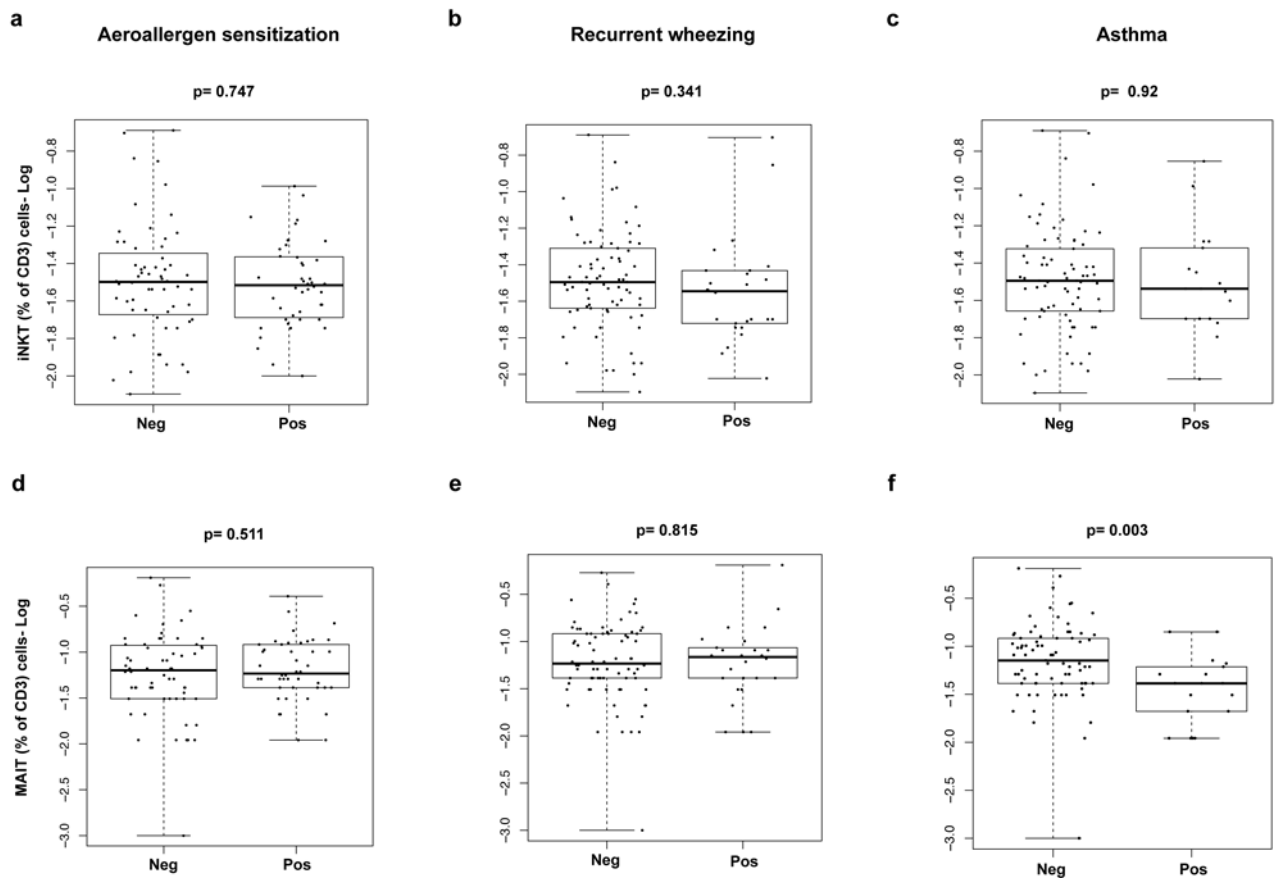 a
Aeroallergen sensitization
b
Recurrent wheezing
c
Asthma
p= 0.747
p= 0.341
p= 0.92
iNKT (% of CD3) cells- Log
−0.8
−1.0
−1.2
−1.4
−1.6
−1.8
−2.0
Neg
Pos
−0.8
−1.0
−1.2
−1.4
−1.6
−1.8
−2.0
Neg
Pos
−0.8
−1.0
−1.2
−1.4
−1.6
−1.8
−2.0
Neg
Pos
d
e
f
p= 0.511
p= 0.815
p= 0.003
MAIT (% of CD3) cells- Log
−0.5
−1.0
−1.5
−2.0
−2.5
−3.0
Neg
Pos
−0.5
−1.0
−1.5
−2.0
−2.5
−3.0
Neg
Pos
−0.5
−1.0
−1.5
−2.0
−2.5
−3.0
Neg
Pos